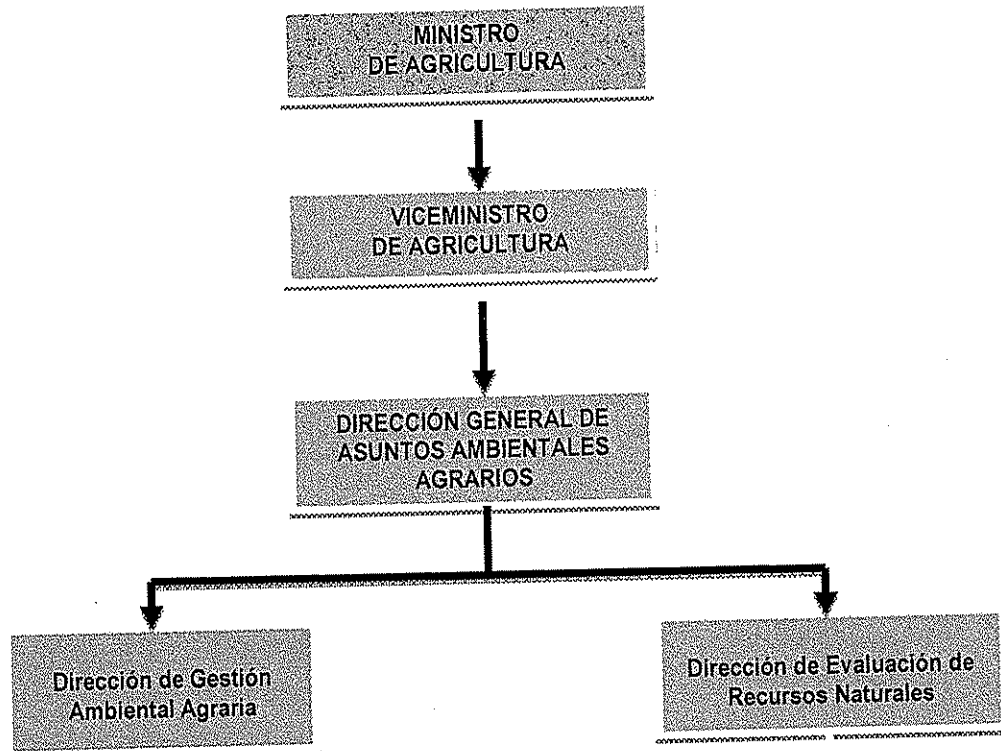 MINISTRO
DE AGRICULTURA
VICEMINISTRO
DE AGRICULTURA
DIRECCIÓN GENERAL DE
ASUNTOS AMBIENTALES
AGRARIOS
Dirección de Gestión
Ambiental Agraria
Dirección de Evaluación de
Recursos Naturales